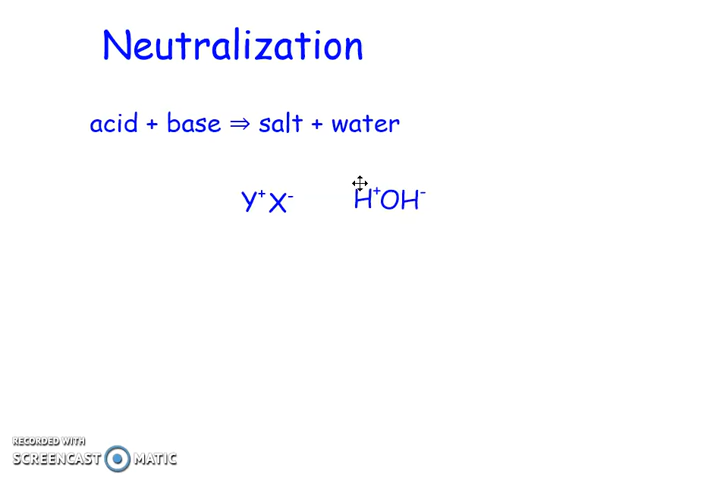 Neutralization
acid + base ⇒ salt + water
Y⁺X⁻ H⁺OH⁻
RECORDED WITH
SCREENCAST MATIC